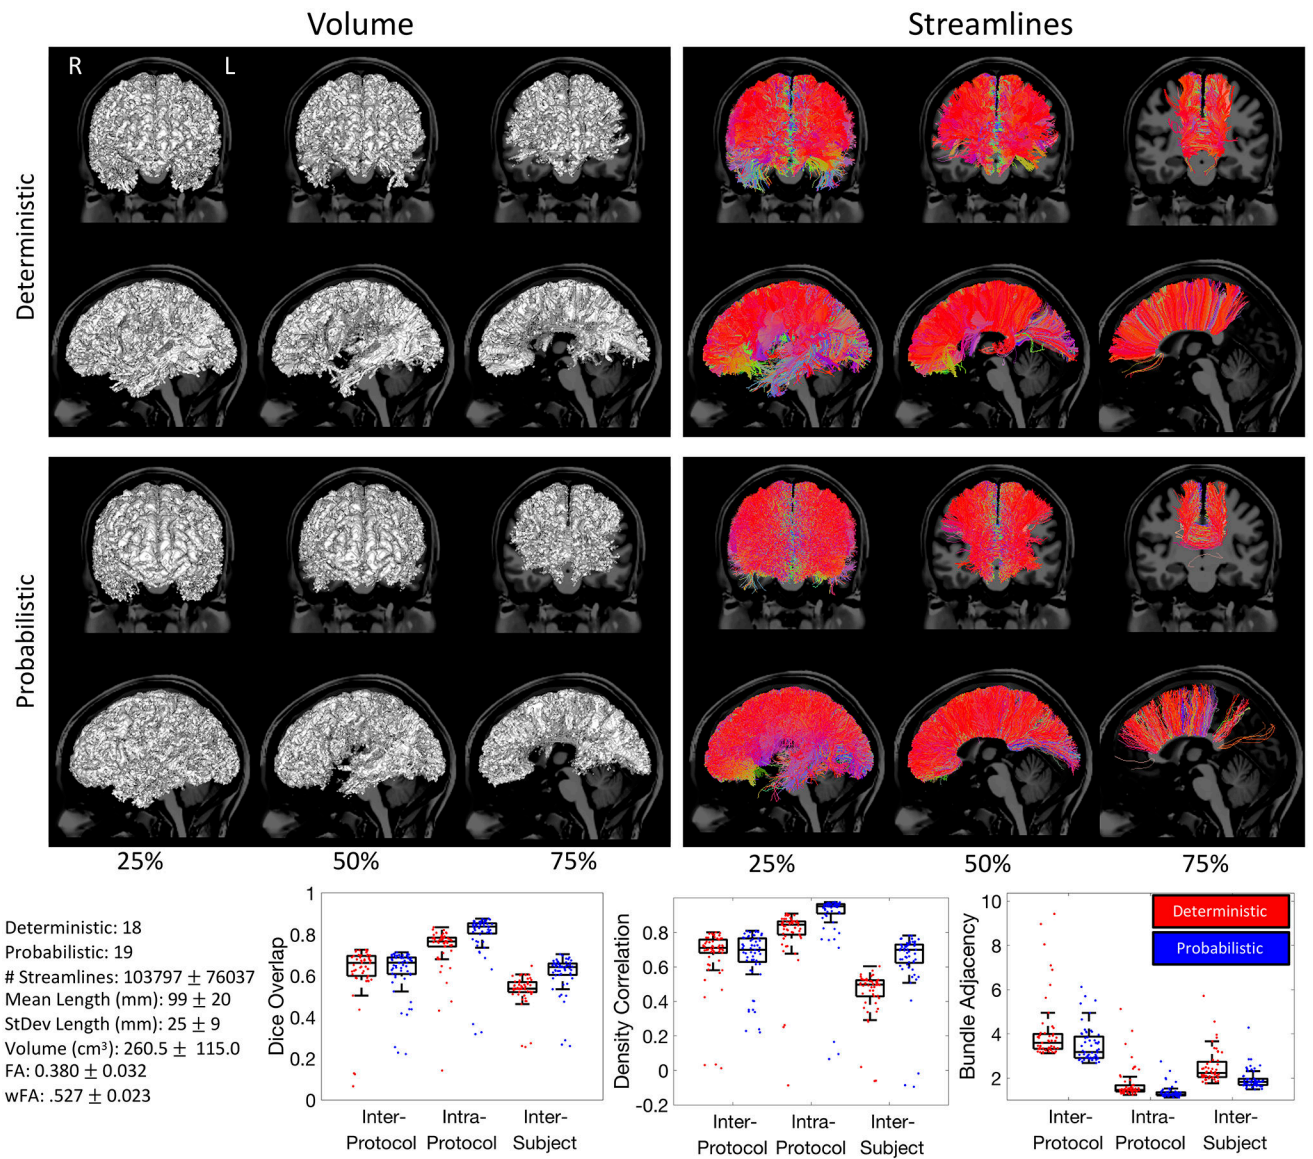 Volume
Streamlines
R L
Deterministic
Probabilistic
25% 50% 75%
25% 50% 75%
Deterministic: 18
Probabilistic: 19
# Streamlines: 103797 ± 76037
Mean Length (mm): 99 ± 20
StDev Length (mm): 25 ± 9
Volume (cm³): 260.5 ± 115.0
FA: 0.380 ± 0.032
wFA: .527 ± 0.023
Dice Overlap
1
0.8
0.6
0.4
0.2
0
Inter- Intra- Inter-
Protocol Protocol Subject
Density Correlation
0.8
0.6
0.4
0.2
0
-0.2
Inter- Intra- Inter-
Protocol Protocol Subject
Bundle Adjacency
10
8
6
4
2
Deterministic
Probabilistic
Inter- Intra- Inter-
Protocol Protocol Subject